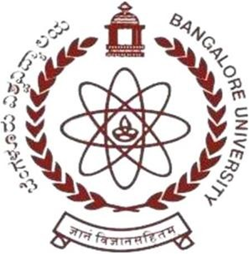 ಬೆಂಗಳೂರು ವಿಶ್ವವಿದ್ಯಾಲಯ
BANGALORE UNIVERSITY
ज्ञानं विज्ञानसहितम्